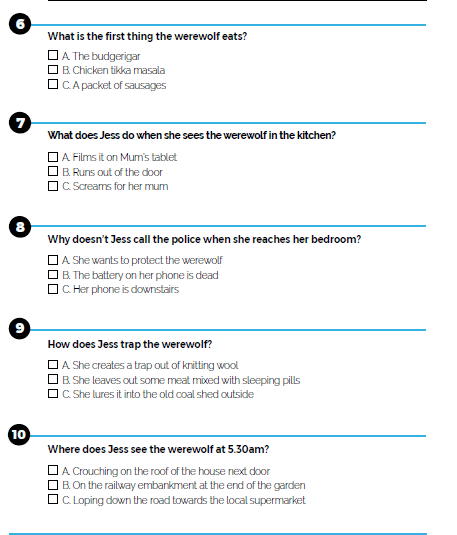 6
What is the first thing the werewolf eats?
A. The budgerigar
B. Chicken tikka masala
C. A packet of sausages
7
What does Jess do when she sees the werewolf in the kitchen?
A. Films it on Mum's tablet
B. Runs out of the door
C. Screams for her mum
8
Why doesn't Jess call the police when she reaches her bedroom?
A. She wants to protect the werewolf
B. The battery on her phone is dead
C. Her phone is downstairs
9
How does Jess trap the werewolf?
A. She creates a trap out of knitting wool
B. She leaves out some meat mixed with sleeping pills
C. She lures it into the old coal shed outside
10
Where does Jess see the werewolf at 5.30am?
A. Crouching on the roof of the house next door
B. On the railway embankment at the end of the garden
C. Loping down the road towards the local supermarket